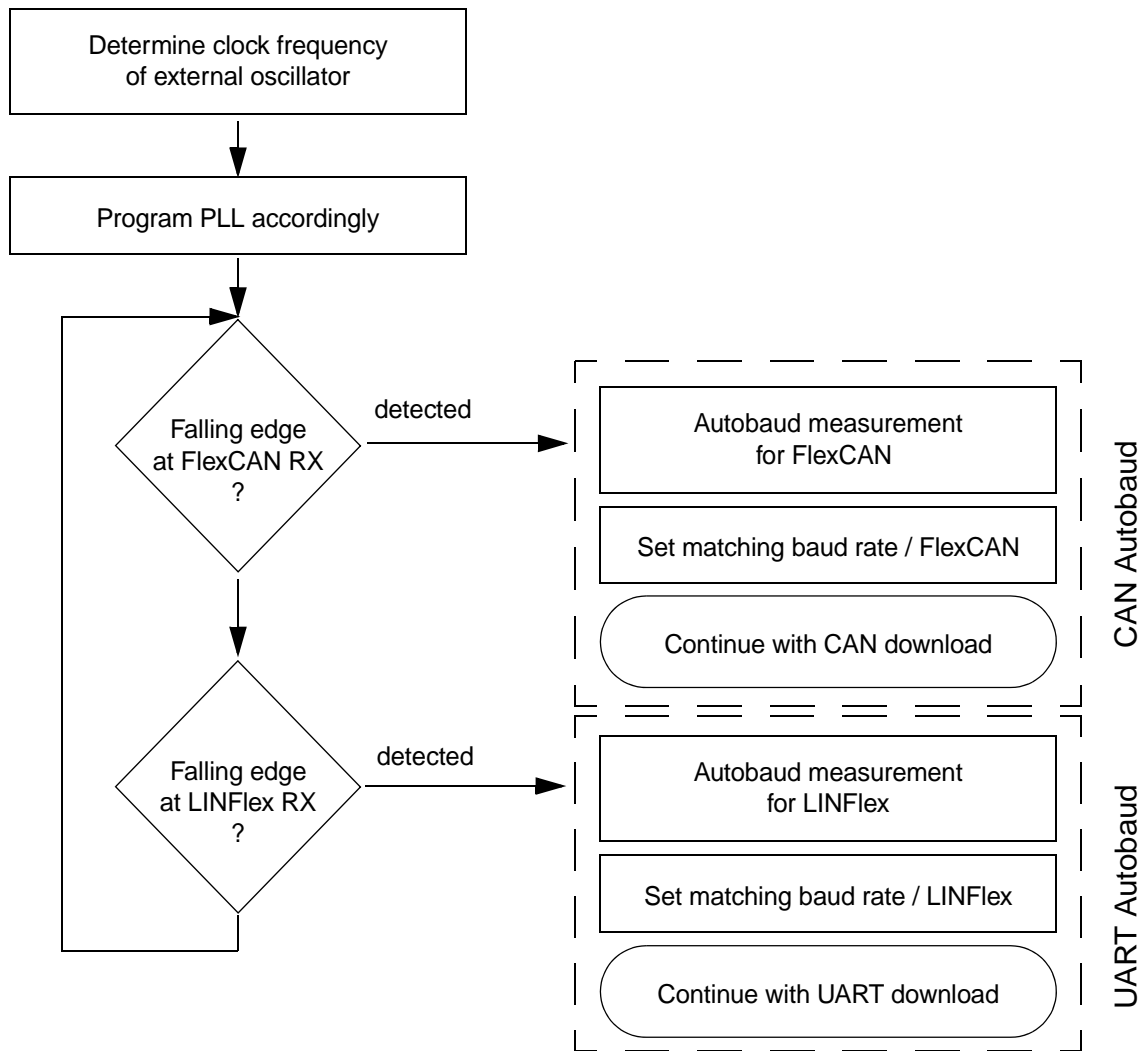 Determine clock frequency
of external oscillator
Program PLL accordingly
Falling edge
at FlexCAN RX
?
detected
Autobaud measurement
for FlexCAN
Set matching baud rate / FlexCAN
Continue with CAN download
CAN Autobaud
Falling edge
at LINFlex RX
?
detected
Autobaud measurement
for LINFlex
Set matching baud rate / LINFlex
Continue with UART download
UART Autobaud